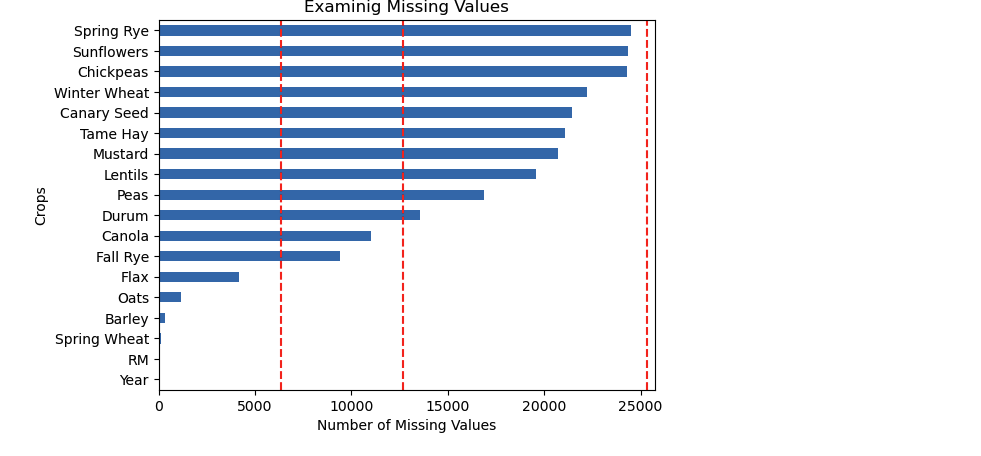 Examinig Missing Values
Spring Rye
Sunflowers
Chickpeas
Winter Wheat
Canary Seed
Tame Hay
Mustard
Lentils
Peas
Durum
Canola
Fall Rye
Flax
Oats
Barley
Spring Wheat
RM
Year
Crops
0 5000 10000 15000 20000 25000
Number of Missing Values